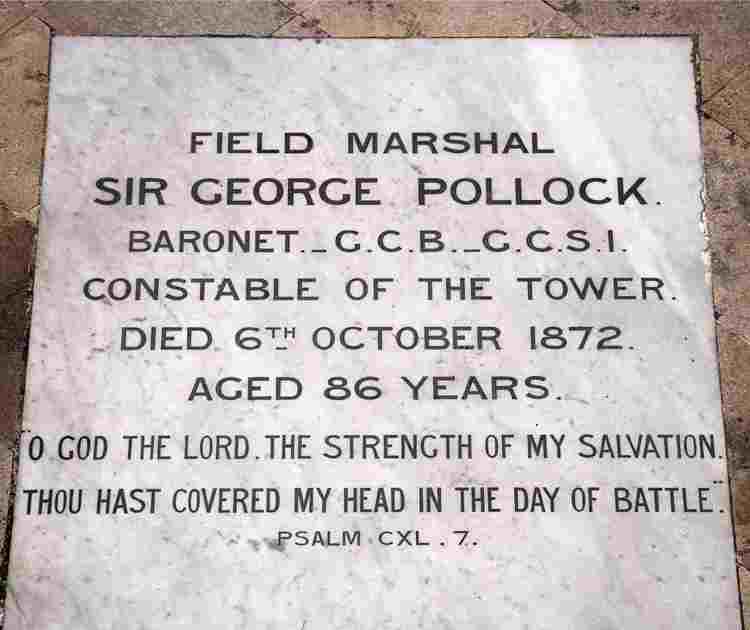 FIELD MARSHAL
SIR GEORGE POLLOCK.
BARONET._G.C.B._G.C.S.I.
CONSTABLE OF THE TOWER.
DIED 6TH OCTOBER 1872.
AGED 86 YEARS.
"O GOD THE LORD. THE STRENGTH OF MY SALVATION.
THOU HAST COVERED MY HEAD IN THE DAY OF BATTLE".
PSALM CXL. 7.